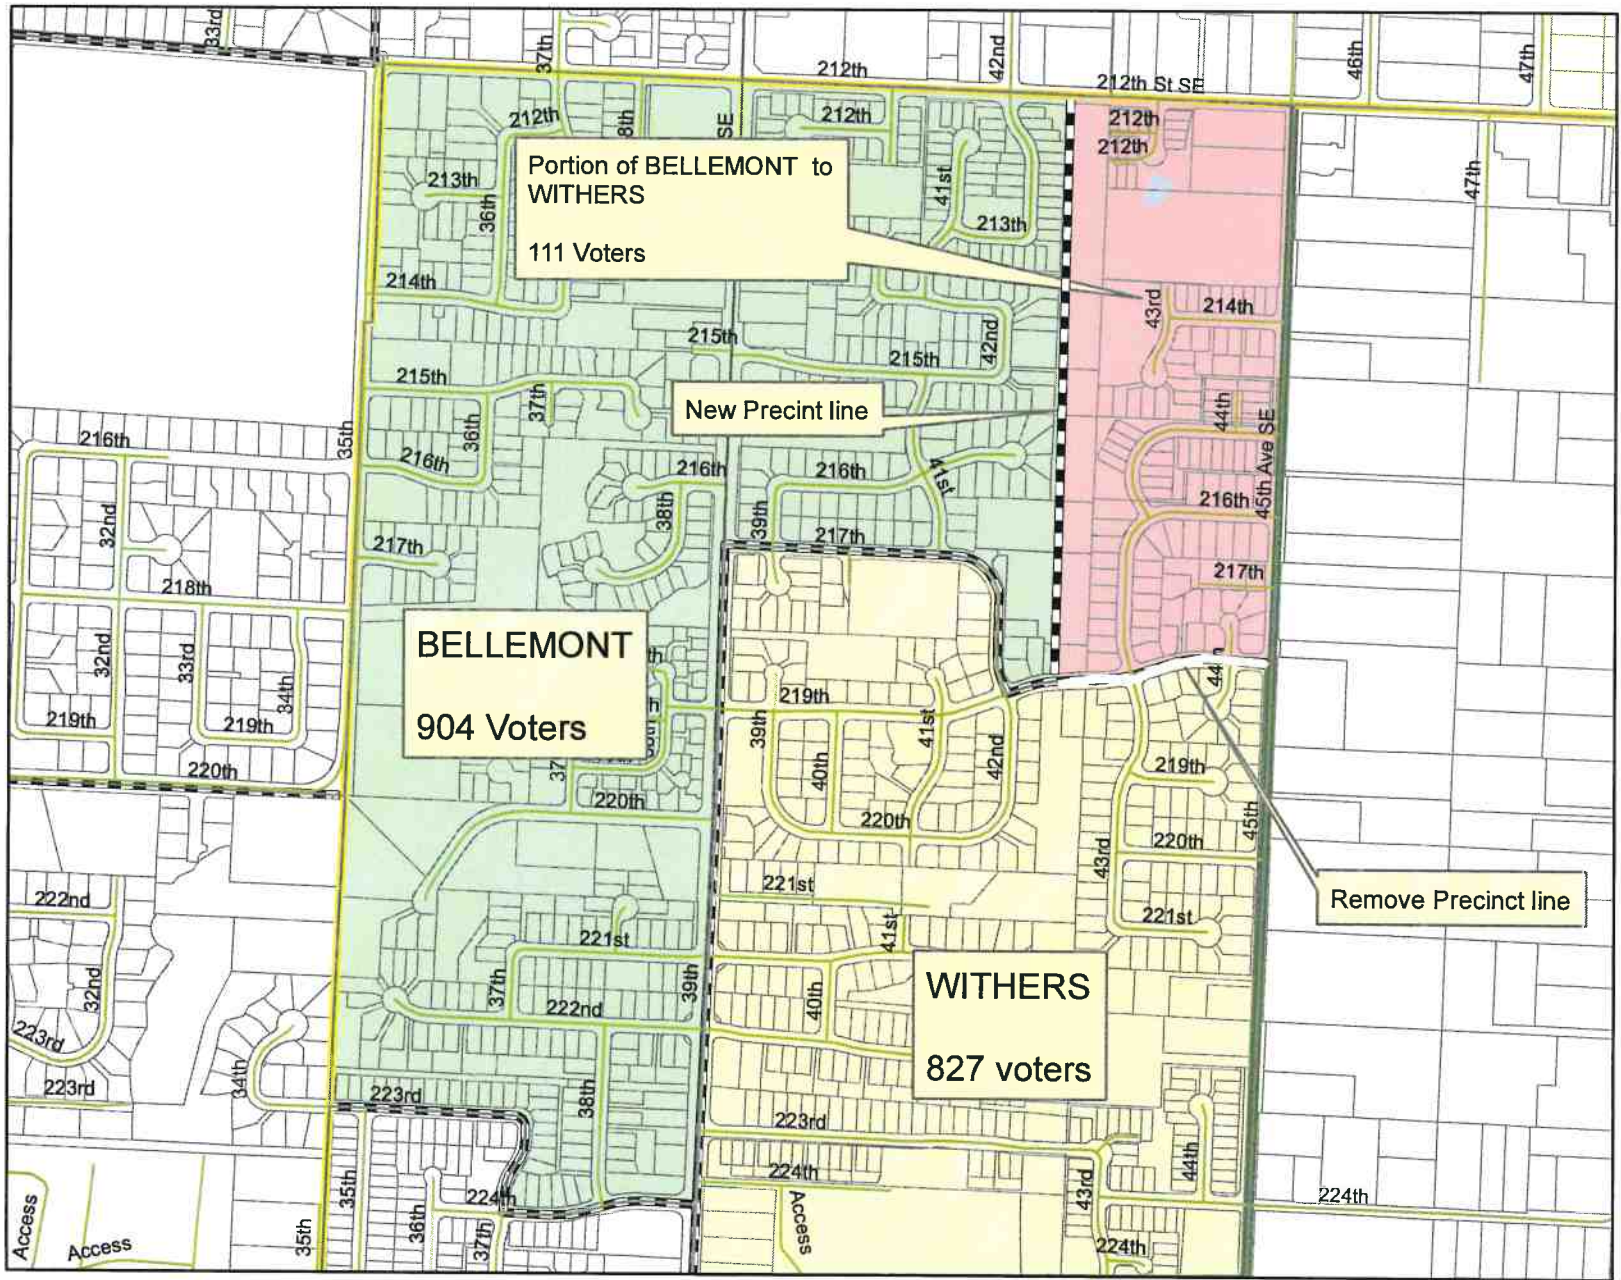 33rd
37th
42nd
46th
47th
212th
212th St SE
212th
8th
SE
212th
212th
212th
Portion of BELLEMONT to
WITHERS
111 Voters
213th
36th
41st
213th
47th
214th
43rd
214th
42nd
215th
215th
215th
37th
36th
New Precint line
44th
45th Ave SE
35th
216th
216th
216th
38th
216th
39th
41st
216th
32nd
217th
217th
217th
218th
BELLEMONT
904 Voters
th
h
32nd
33rd
34th
219th
219th
219th
39th
41st
42nd
40th
44th
219th
220th
37
220th
220th
220th
43rd
45th
221st
222nd
32nd
221st
41st
221st
Remove Precinct line
37th
39th
222nd
40th
WITHERS
827 voters
223rd
223rd
34th
223rd
38th
223rd
224th
44th
43rd
224th
35th
36th
224th
37th
35th
Access
Access
Access
224th